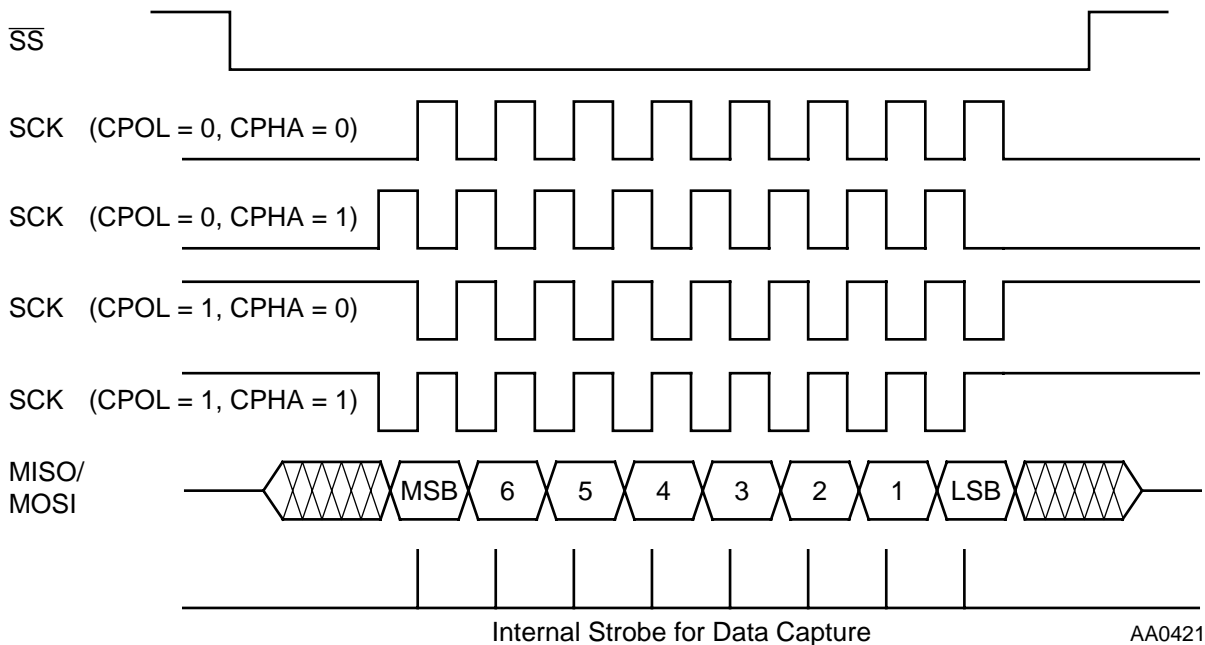 S̅S̅
SCK (CPOL = 0, CPHA = 0)
SCK (CPOL = 0, CPHA = 1)
SCK (CPOL = 1, CPHA = 0)
SCK (CPOL = 1, CPHA = 1)
MISO/
MOSI
MSB 6 5 4 3 2 1 LSB
Internal Strobe for Data Capture
AA0421